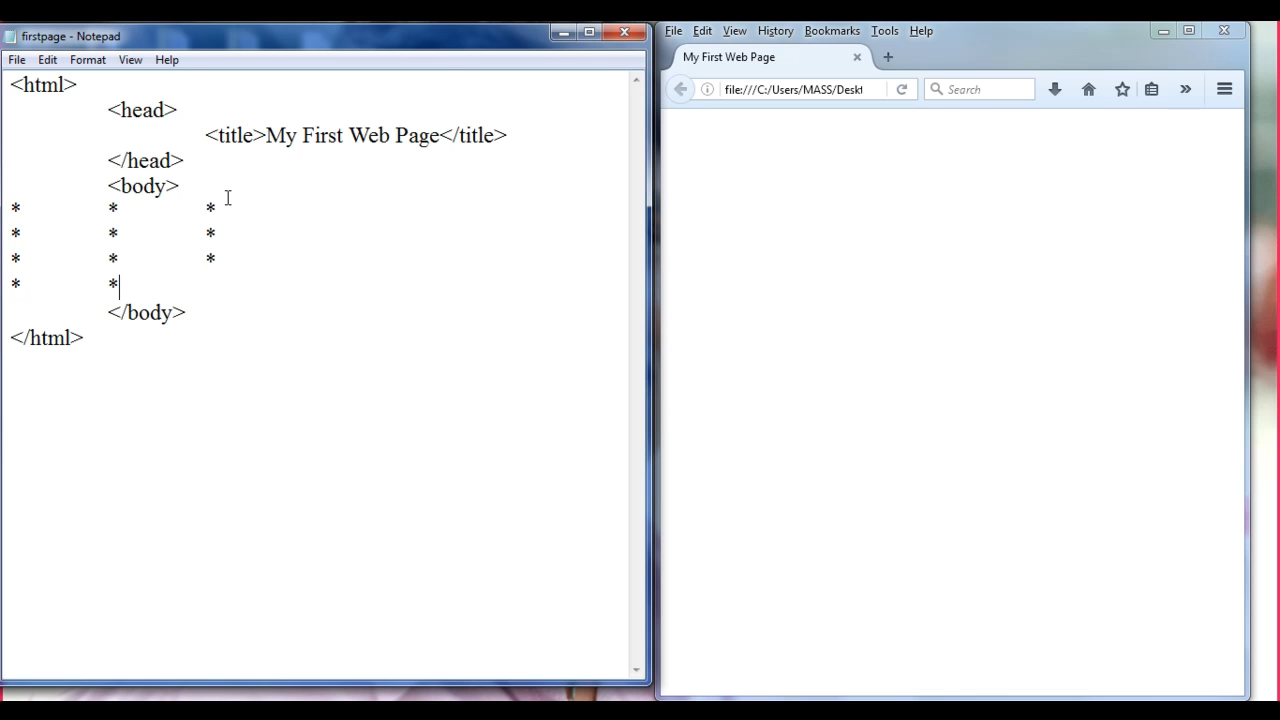 firstpage - Notepad
File Edit Format View Help
<html>
<head>
<title>My First Web Page</title>
</head>
<body>
* * *
* * *
* * *
* *
</body>
</html>
File Edit View History Bookmarks Tools Help
My First Web Page
file:///C:/Users/MASS/Deskt
Search